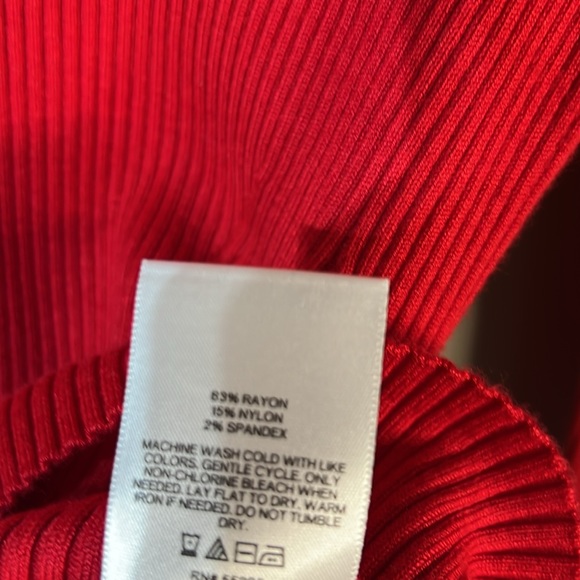 83% RAYON
15% NYLON
2% SPANDEX
MACHINE WASH COLD WITH LIKE
COLORS. GENTLE CYCLE. ONLY
NON-CHLORINE BLEACH WHEN
NEEDED. LAY FLAT TO DRY. WARM
IRON IF NEEDED. DO NOT TUMBLE
DRY.
RN#